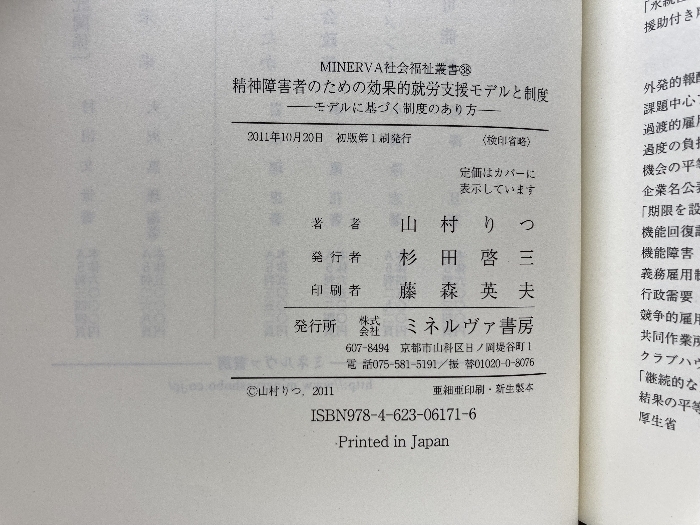 MINERVA社会福祉叢書㊳
精神障害者のための効果的就労支援モデルと制度
――モデルに基づく制度のあり方――
2011年10月20日 初版第1刷発行 〈検印省略〉
定価はカバーに
表示しています
著者 山村りつ
発行者 杉田啓三
印刷者 藤森英夫
発行所 株式会社 ミネルヴァ書房
607-8494 京都市山科区日ノ岡堤谷町1
電話075-581-5191/振替01020-0-8076
©山村りつ, 2011 亜細亜印刷・新生製本
ISBN978-4-623-06171-6
Printed in Japan
援助付き
外発的報酬
課題中心
過渡的雇用
過度の負担
機会の平等
企業名公
「期限を設
機能回復
機能障害
義務雇用制
行政需要
競争的雇用
共同作業所
クラブハウ
「継続的な
結果の平等
厚生省